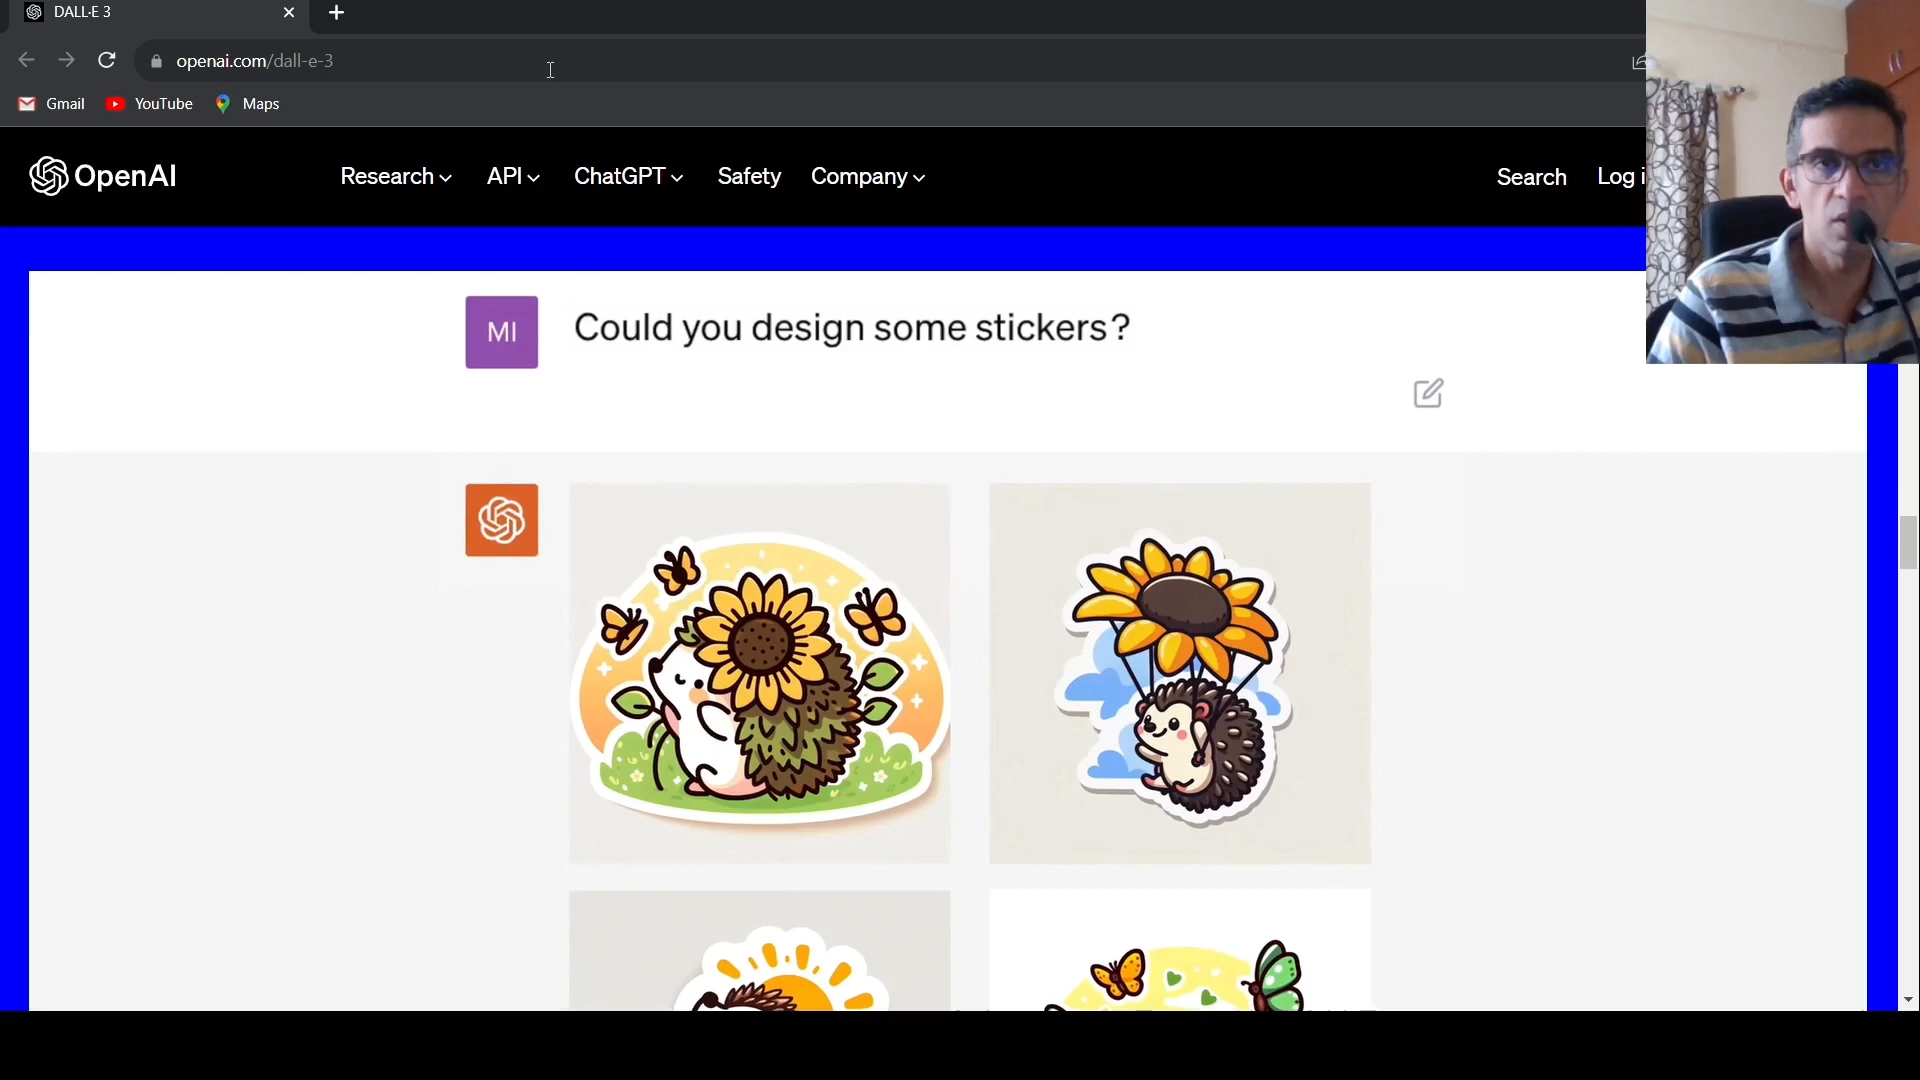 DALL·E 3
openai.com/dall-e-3
Gmail YouTube Maps
OpenAI Research API ChatGPT Safety Company Search Log i
MI Could you design some stickers?